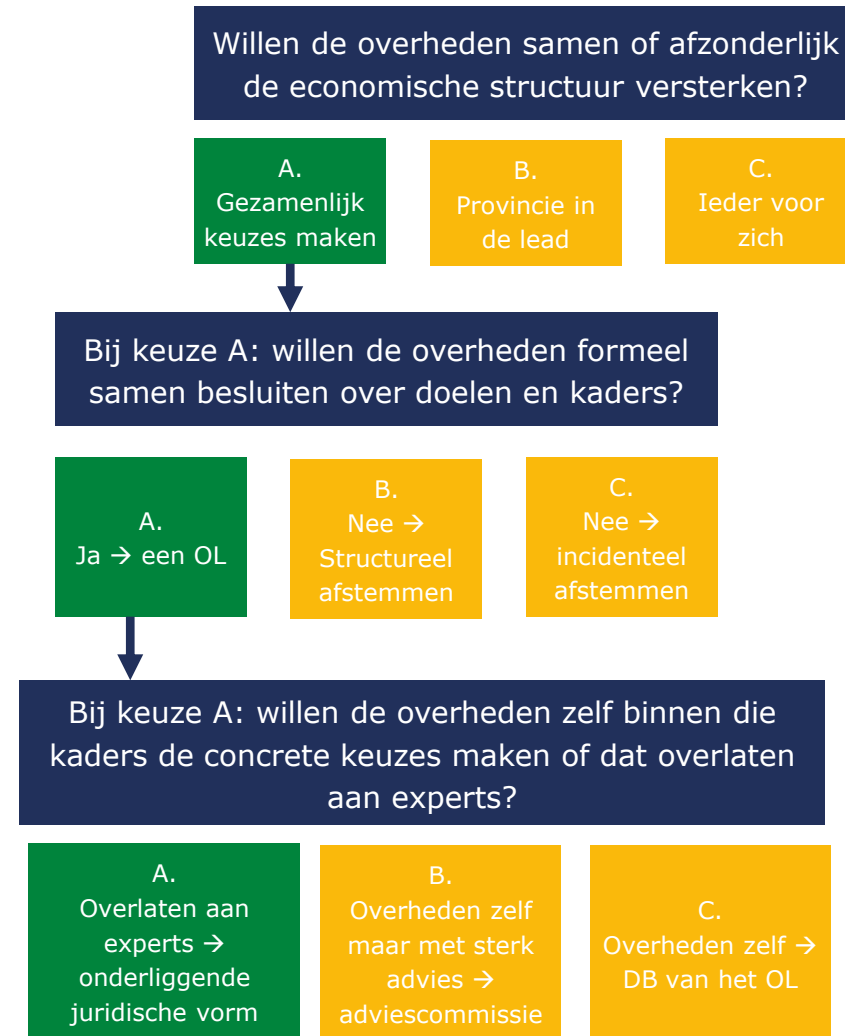 Willen de overheden samen of afzonderlijk
de economische structuur versterken?
A.
Gezamenlijk
keuzes maken
B.
Provincie in
de lead
C.
Ieder voor
zich
Bij keuze A: willen de overheden formeel
samen besluiten over doelen en kaders?
A.
Ja → een OL
B.
Nee →
Structureel
afstemmen
C.
Nee →
incidenteel
afstemmen
Bij keuze A: willen de overheden zelf binnen die
kaders de concrete keuzes maken of dat overlaten
aan experts?
A.
Overlaten aan
experts →
onderliggende
juridische vorm
B.
Overheden zelf
maar met sterk
advies →
adviescommissie
C.
Overheden zelf →
DB van het OL